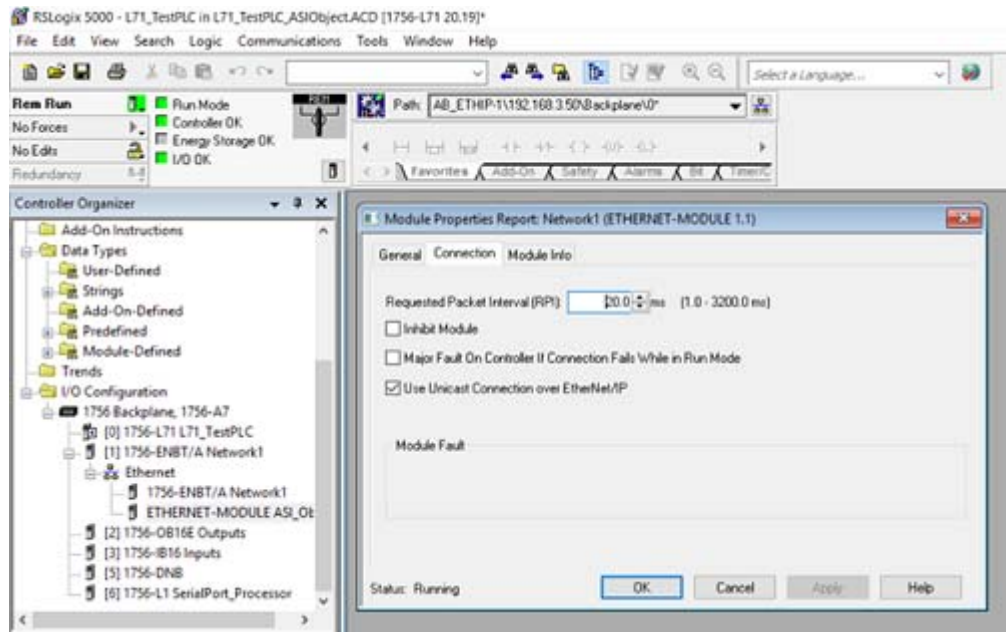 RSLogix 5000 - L71_TestPLC in L71_TestPLC_ASIObject.ACD [1756-L71 20.19]*
File Edit View Search Logic Communications Tools Window Help
Select a Language...
Rem Run
Run Mode
No Forces
Controller OK
Energy Storage OK
No Edits
I/O OK
Redundancy
REM
Path: AB_ETHIP-1\192.168.3.50\Backplane\0*
Favorites Add-On Safety Alarms Bit Timer/C
Controller Organizer
Add-On Instructions
Data Types
User-Defined
Strings
Add-On-Defined
Predefined
Module-Defined
Trends
I/O Configuration
1756 Backplane, 1756-A7
[0] 1756-L71 L71_TestPLC
[1] 1756-ENBT/A Network1
Ethernet
1756-ENBT/A Network1
ETHERNET-MODULE ASI_Ob
[2] 1756-OB16E Outputs
[3] 1756-IB16 Inputs
[5] 1756-DNB
[6] 1756-L1 SerialPort_Processor
Module Properties Report: Network1 (ETHERNET-MODULE 1.1)
General Connection Module Info
Requested Packet Interval (RPI): 20.0 ms (1.0 - 3200.0 ms)
Inhibit Module
Major Fault On Controller If Connection Fails While in Run Mode
Use Unicast Connection over EtherNet/IP
Module Fault
Status: Running
OK Cancel Apply Help